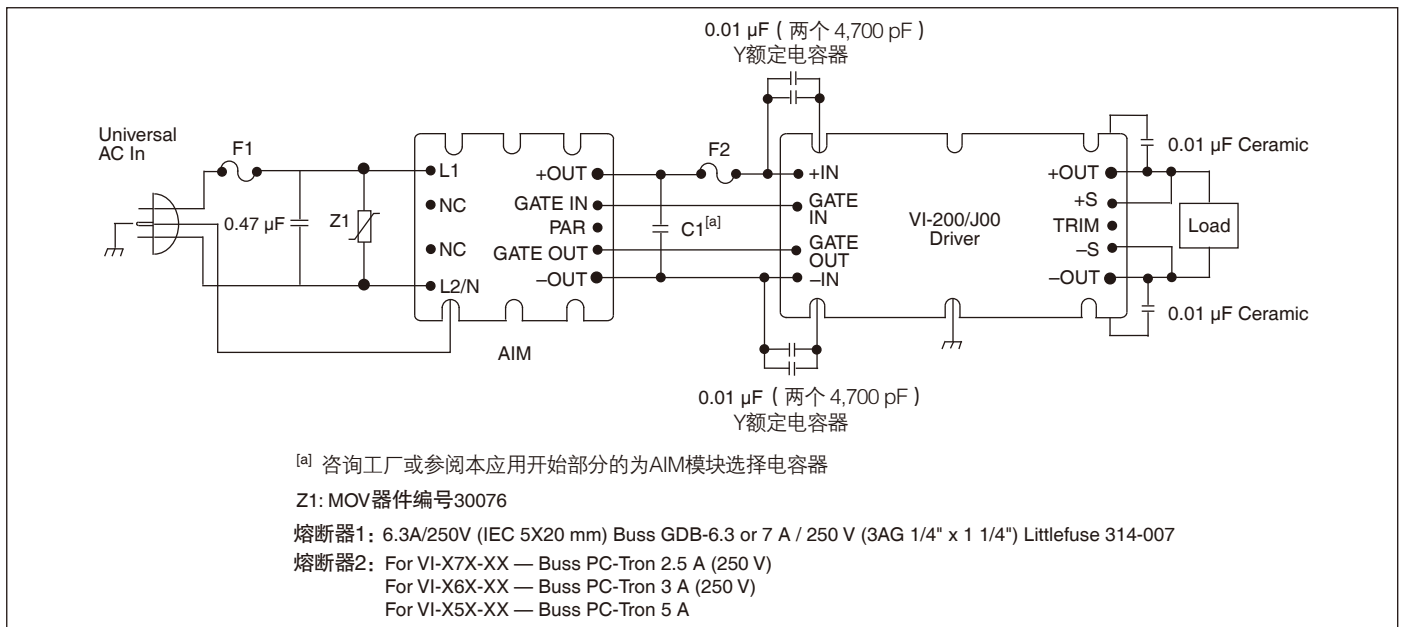 0.01 µF ( 两个 4,700 pF )
Y额定电容器
Universal
AC In
F1
0.47 µF
Z1
L1
NC
NC
L2/N
+OUT
GATE IN
PAR
GATE OUT
–OUT
AIM
C1[a]
F2
+IN
GATE
IN
GATE
OUT
–IN
VI-200/J00
Driver
+OUT
+S
TRIM
–S
–OUT
0.01 µF Ceramic
Load
0.01 µF Ceramic
0.01 µF ( 两个 4,700 pF )
Y额定电容器
[a] 咨询工厂或参阅本应用开始部分的为AIM模块选择电容器
Z1: MOV器件编号30076
熔断器1: 6.3A/250V (IEC 5X20 mm) Buss GDB-6.3 or 7 A / 250 V (3AG 1/4" x 1 1/4") Littlefuse 314-007
熔断器2: For VI-X7X-XX — Buss PC-Tron 2.5 A (250 V)
For VI-X6X-XX — Buss PC-Tron 3 A (250 V)
For VI-X5X-XX — Buss PC-Tron 5 A